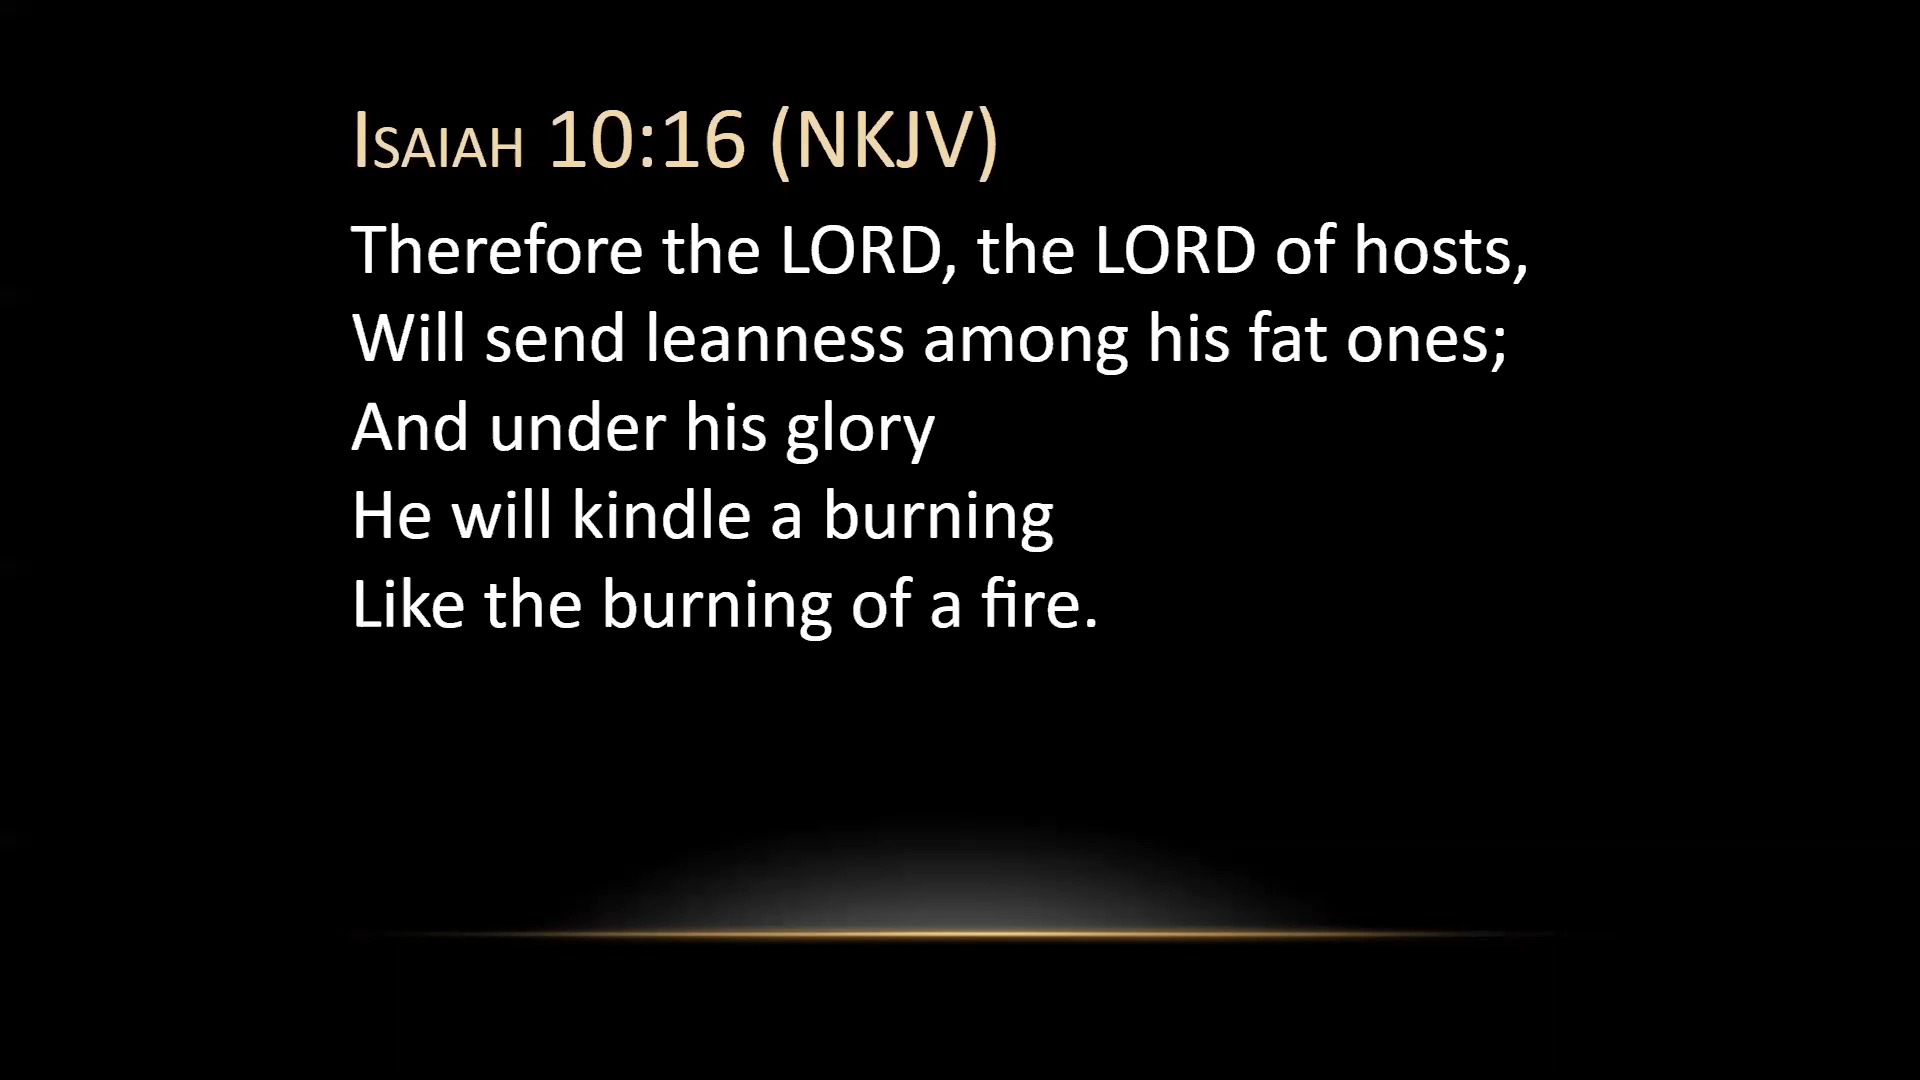 Isaiah 10:16 (NKJV)
Therefore the LORD, the LORD of hosts,
Will send leanness among his fat ones;
And under his glory
He will kindle a burning
Like the burning of a fire.